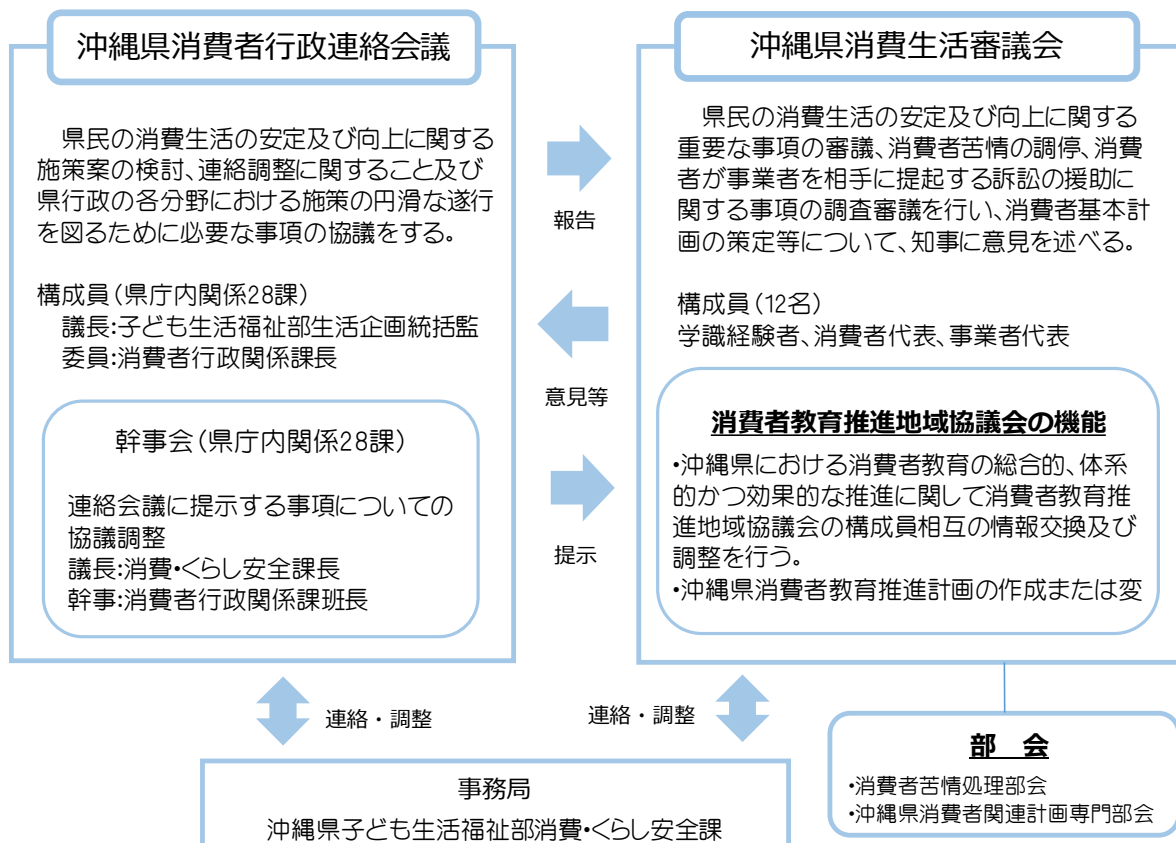 沖縄県消費者行政連絡会議
県民の消費生活の安定及び向上に関する
施策案の検討、連絡調整に関すること及び
県行政の各分野における施策の円滑な遂行
を図るために必要な事項の協議をする。
構成員(県庁内関係28課)
議長:子ども生活福祉部生活企画統括監
委員:消費者行政関係課長
幹事会(県庁内関係28課)
連絡会議に提示する事項についての
協議調整
議長:消費・くらし安全課長
幹事:消費者行政関係課班長
報告
意見等
提示
沖縄県消費生活審議会
県民の消費生活の安定及び向上に関する
重要な事項の審議、消費者苦情の調停、消費
者が事業者を相手に提起する訴訟の援助に
関する事項の調査審議を行い、消費者基本計
画の策定等について、知事に意見を述べる。
構成員(12名)
学識経験者、消費者代表、事業者代表
消費者教育推進地域協議会の機能
・沖縄県における消費者教育の総合的、体系
的かつ効果的な推進に関して消費者教育推
進地域協議会の構成員相互の情報交換及び
調整を行う。
・沖縄県消費者教育推進計画の作成または変
連絡・調整
連絡・調整
部 会
・消費者苦情処理部会
・沖縄県消費者関連計画専門部会
事務局
沖縄県子ども生活福祉部消費・くらし安全課